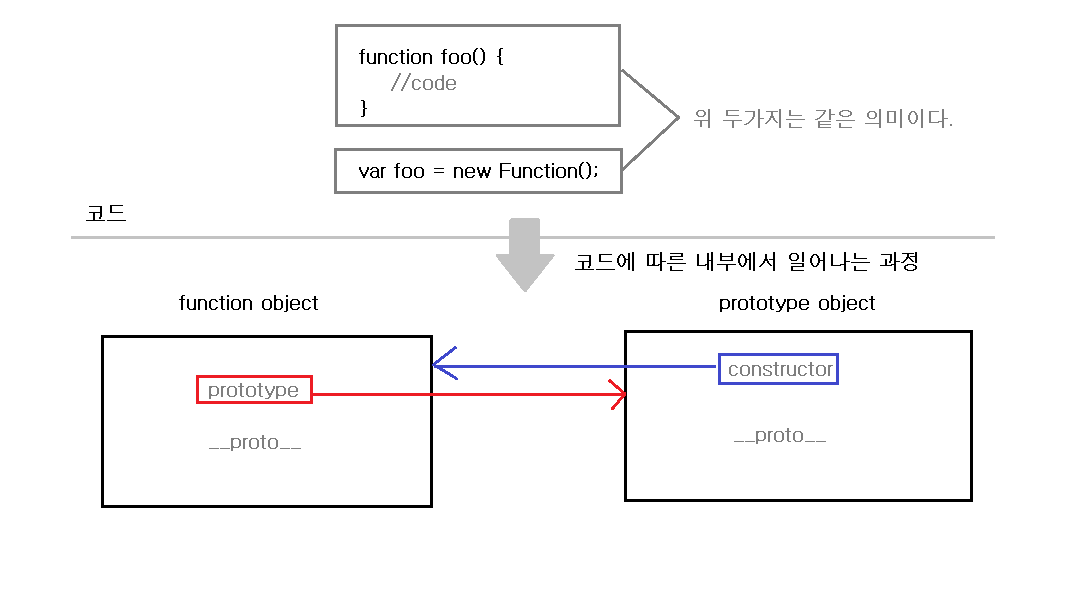 function foo() {
//code
}
위 두가지는 같은 의미이다.
var foo = new Function();
코드
코드에 따른 내부에서 일어나는 과정
function object
prototype object
constructor
prototype
__proto__
__proto__